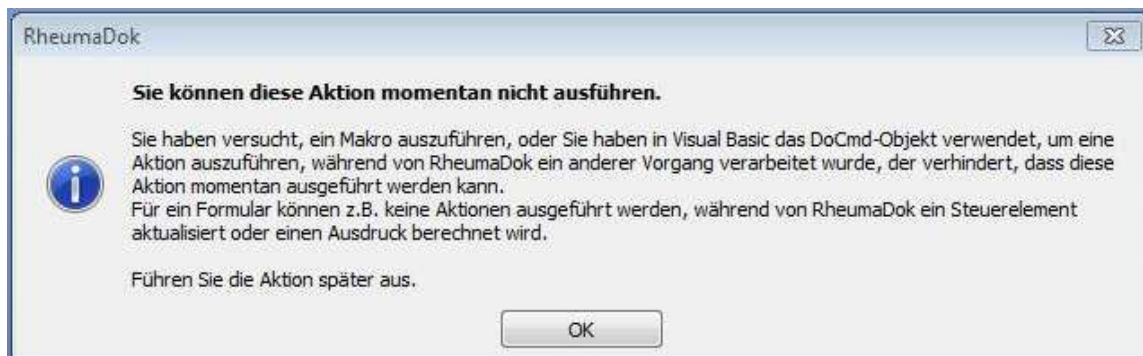 RheumaDok
Sie können diese Aktion momentan nicht ausführen.
Sie haben versucht, ein Makro auszuführen, oder Sie haben in Visual Basic das DoCmd-Objekt verwendet, um eine
Aktion auszuführen, während von RheumaDok ein anderer Vorgang verarbeitet wurde, der verhindert, dass diese
Aktion momentan ausgeführt werden kann.
Für ein Formular können z.B. keine Aktionen ausgeführt werden, während von RheumaDok ein Steuerelement
aktualisiert oder einen Ausdruck berechnet wird.
Führen Sie die Aktion später aus.
OK